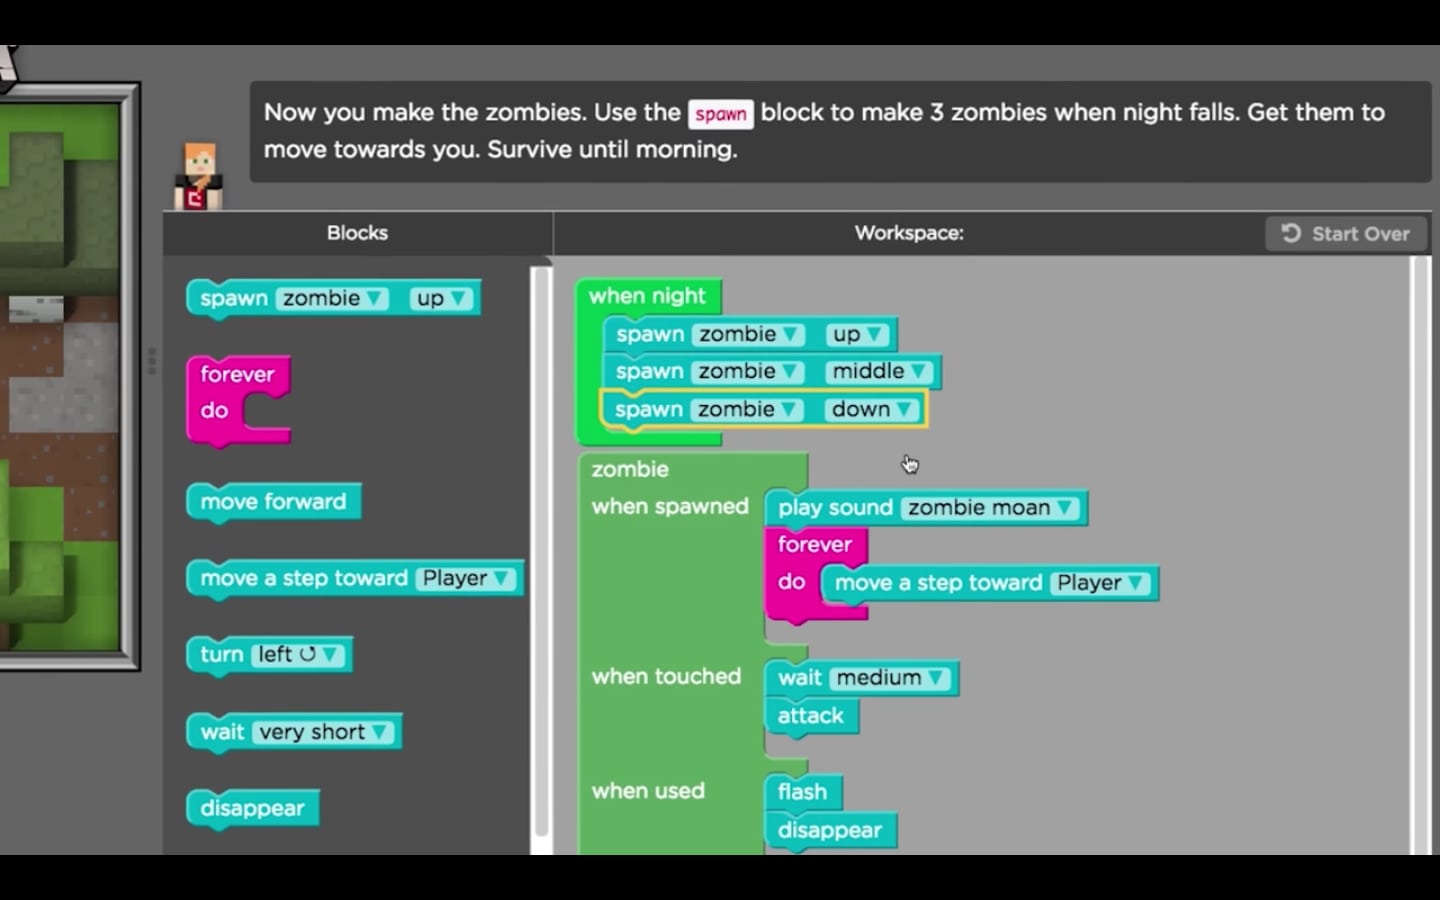 Now you make the zombies. Use the spawn block to make 3 zombies when night falls. Get them to
move towards you. Survive until morning.
Blocks
Workspace:
Start Over
spawn zombie up
forever
do
move forward
move a step toward Player
turn left
wait very short
disappear
when night
spawn zombie up
spawn zombie middle
spawn zombie down
zombie
when spawned play sound zombie moan
forever
do move a step toward Player
when touched wait medium
attack
when used flash
disappear